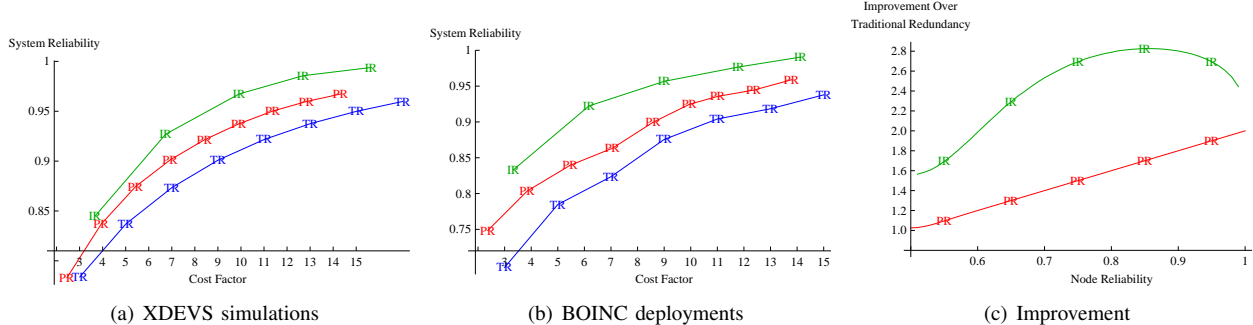 System Reliability
1
0.95
0.9
0.85
IR IR IR IR IR
PR PR PR PR PR PR PR PR
TR TR TR TR TR TR TR TR
2 3 4 5 6 7 8 9 10 11 12 13 14 15
Cost Factor
(a) XDEVS simulations
System Reliability
1
0.95
0.9
0.85
0.8
0.75
IR IR IR IR IR
PR PR PR PR PR PR PR PR
TR TR TR TR TR TR TR
2 3 4 5 6 7 8 9 10 11 12 13 14 15
Cost Factor
(b) BOINC deployments
Improvement Over
Traditional Redundancy
2.8
2.6
2.4
2.2
2.0
1.8
1.6
1.4
1.2
1.0
IR IR IR IR IR
PR PR PR PR PR
0.6 0.7 0.8 0.9 1
Node Reliability
(c) Improvement